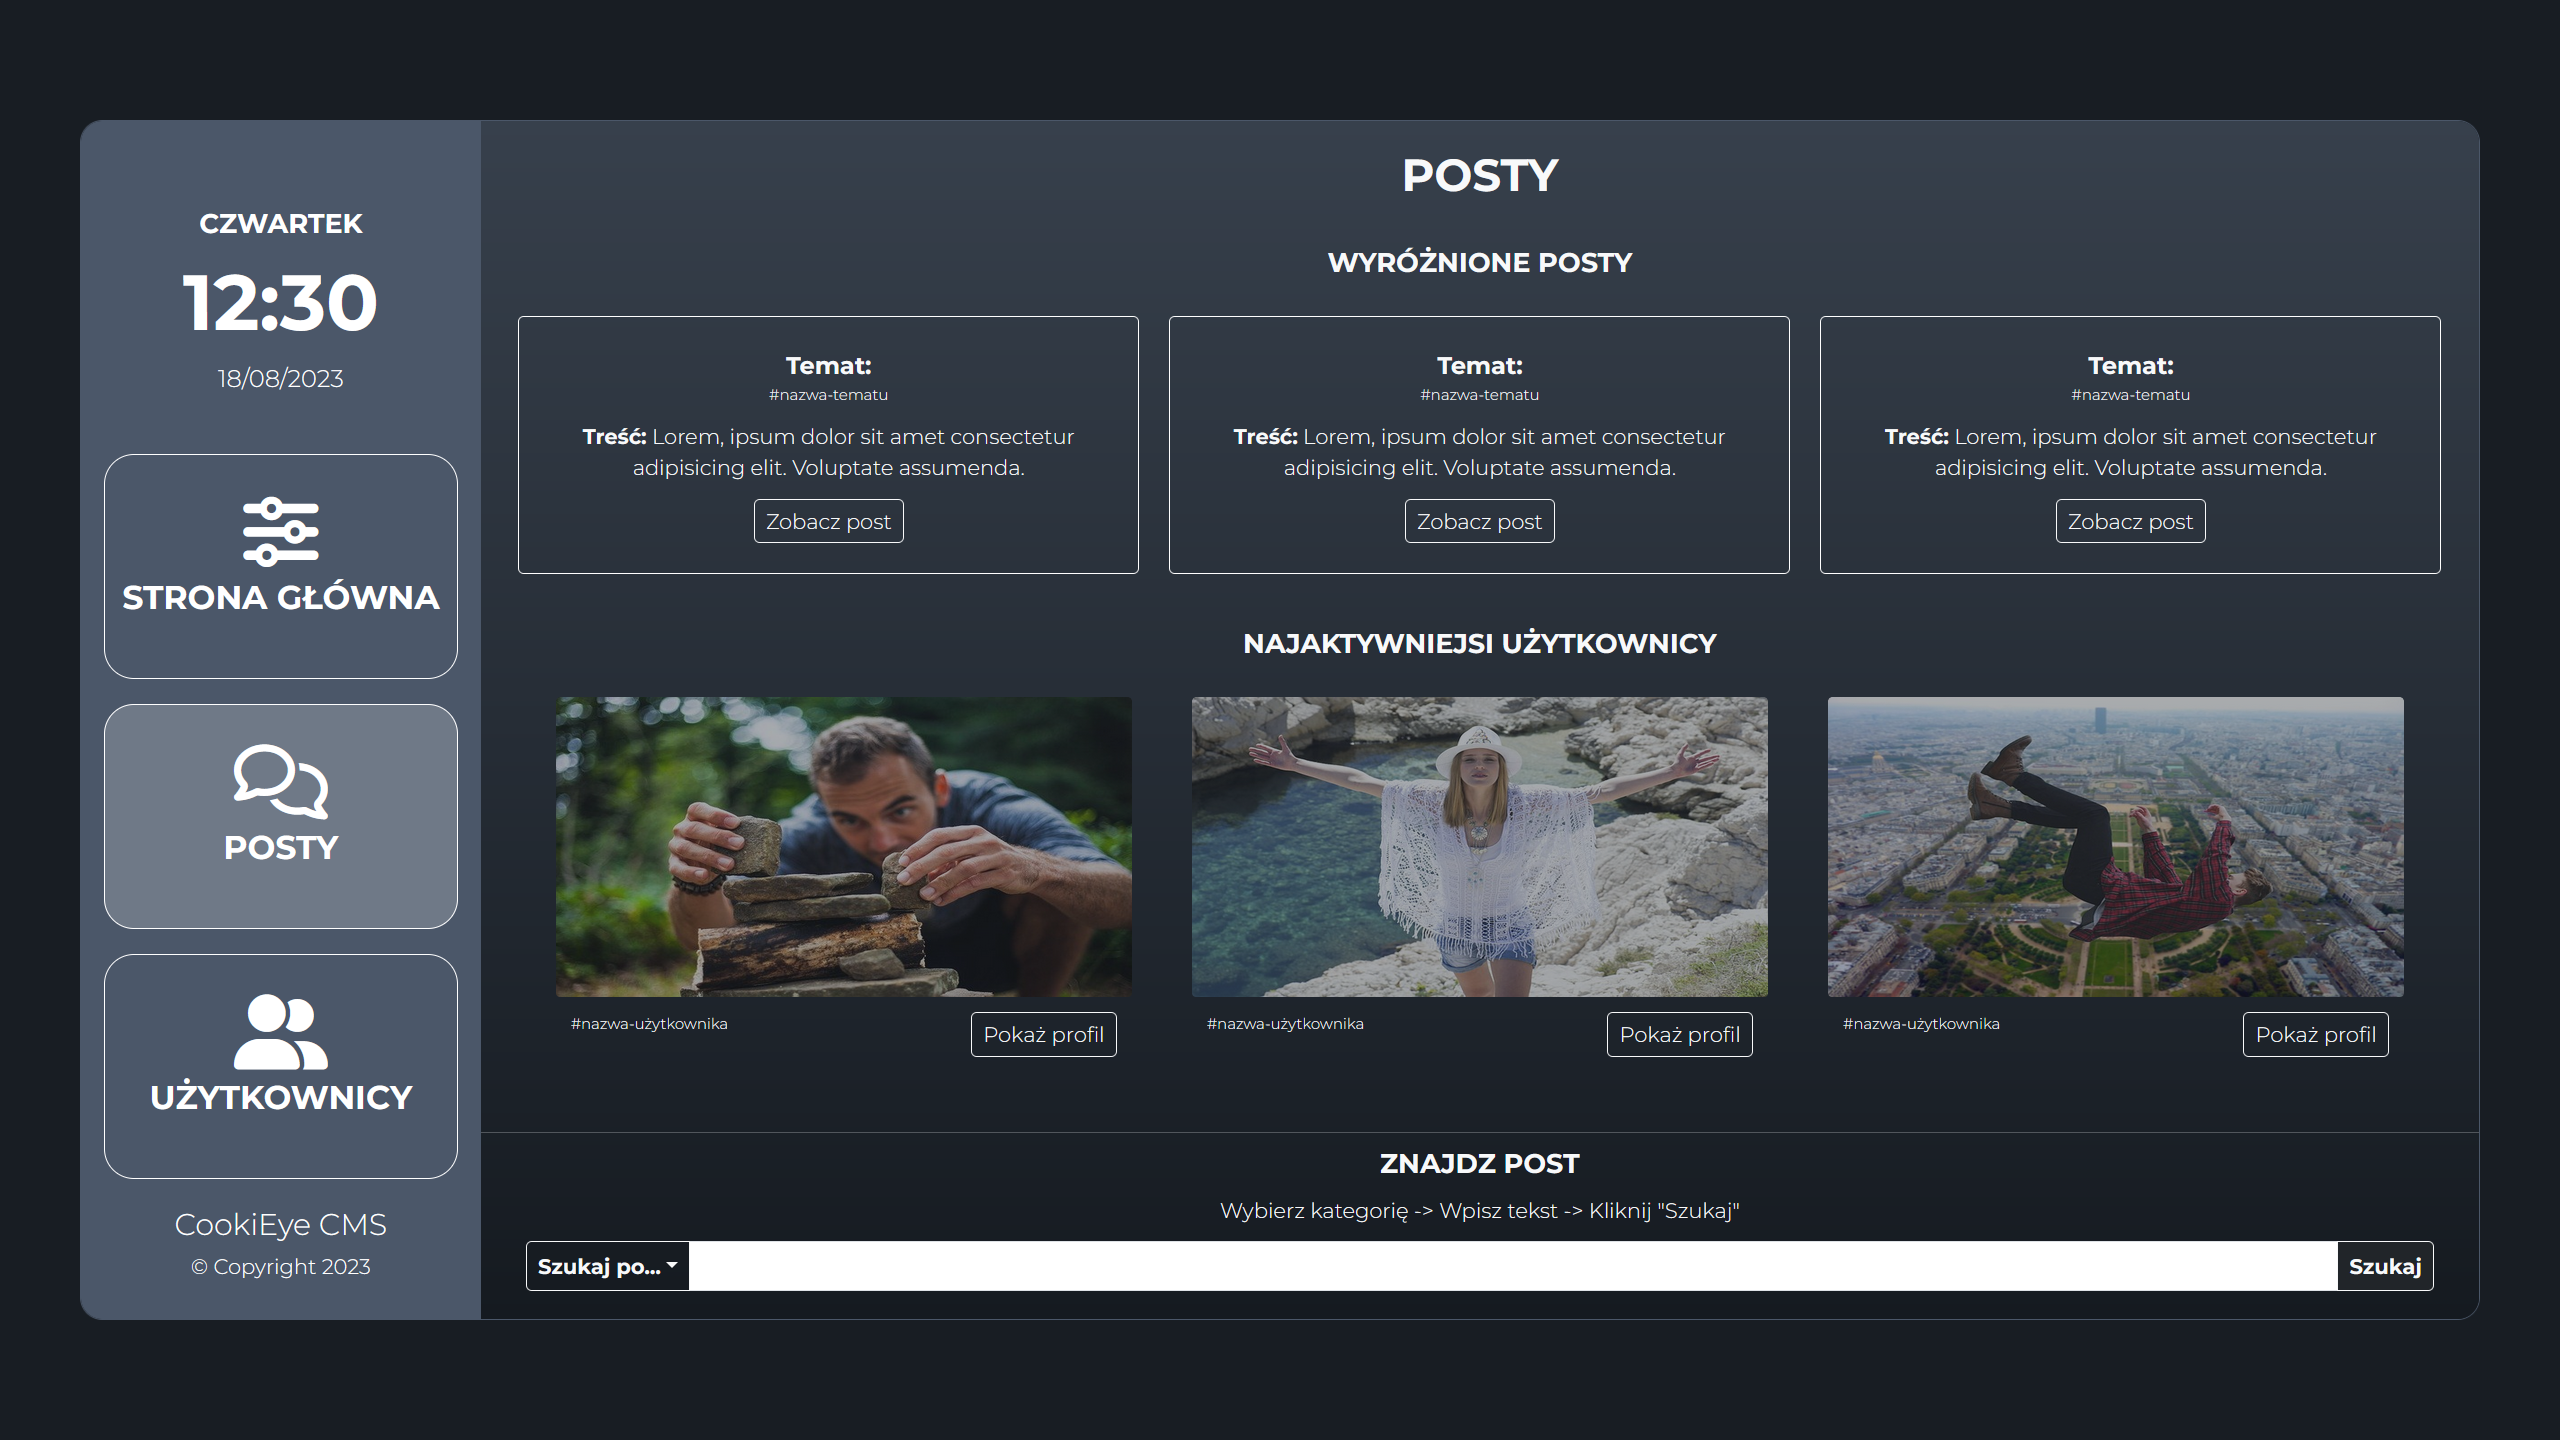 CZWARTEK
12:30
18/08/2023
STRONA GŁÓWNA
POSTY
UŻYTKOWNICY
CookiEye CMS
© Copyright 2023
POSTY
WYRÓŻNIONE POSTY
Temat:
#nazwa-tematu
Treść: Lorem, ipsum dolor sit amet consectetur
adipisicing elit. Voluptate assumenda.
Zobacz post
Temat:
#nazwa-tematu
Treść: Lorem, ipsum dolor sit amet consectetur
adipisicing elit. Voluptate assumenda.
Zobacz post
Temat:
#nazwa-tematu
Treść: Lorem, ipsum dolor sit amet consectetur
adipisicing elit. Voluptate assumenda.
Zobacz post
NAJAKTYWNIEJSI UŻYTKOWNICY
#nazwa-użytkownika
Pokaż profil
#nazwa-użytkownika
Pokaż profil
#nazwa-użytkownika
Pokaż profil
ZNAJDZ POST
Wybierz kategorię -> Wpisz tekst -> Kliknij "Szukaj"
Szukaj po...
Szukaj